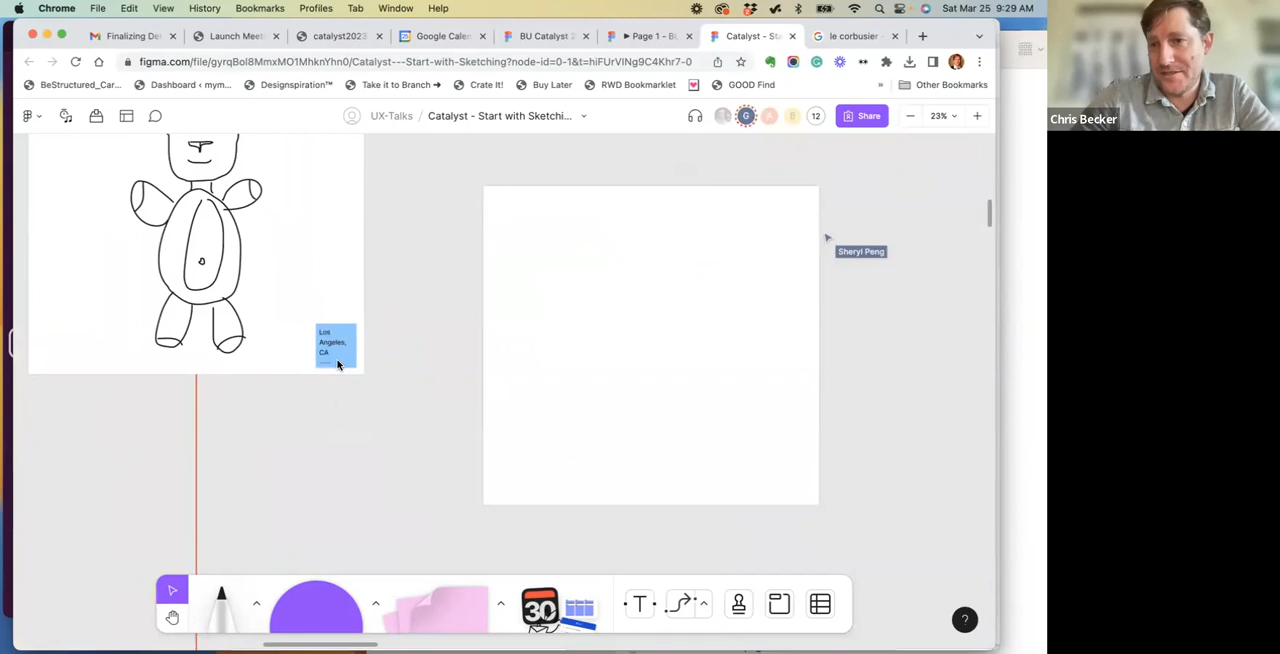 Chrome File Edit View History Bookmarks Profiles Tab Window Help Sat Mar 25 9:29 AM
Finalizing De Launch Meet catalyst2023 Google Calen BU Catalyst 2 Page 1 – BU Catalyst - Sta le corbusier -
figma.com/file/gyrqBol8MmxMO1MhknYhn0/Catalyst---Start-with-Sketching?node-id=0-1&t=hiFUrVINg9C4Khr7-0
BeStructured_Car... Dashboard ‹ mym... Designspiration™ Take it to Branch ➔ Crate It! Buy Later RWD Bookmarklet GOOD Find » Other Bookmarks
UX-Talks / Catalyst - Start with Sketchi... G A B 12 Share 23%
Chris Becker
Sheryl Peng
Los
Angeles,
CA
30 T
?